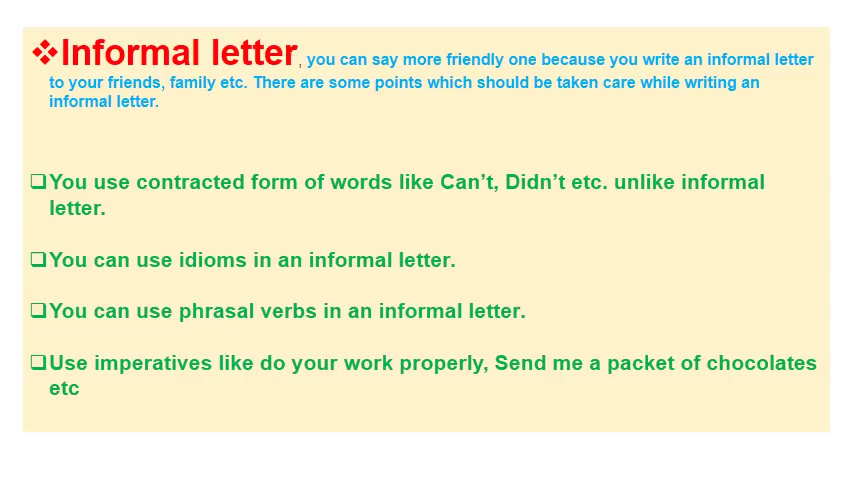 ❖Informal letter, you can say more friendly one because you write an informal letter
to your friends, family etc. There are some points which should be taken care while writing an
informal letter.
❑You use contracted form of words like Can’t, Didn’t etc. unlike informal
letter.
❑You can use idioms in an informal letter.
❑You can use phrasal verbs in an informal letter.
❑Use imperatives like do your work properly, Send me a packet of chocolates
etc